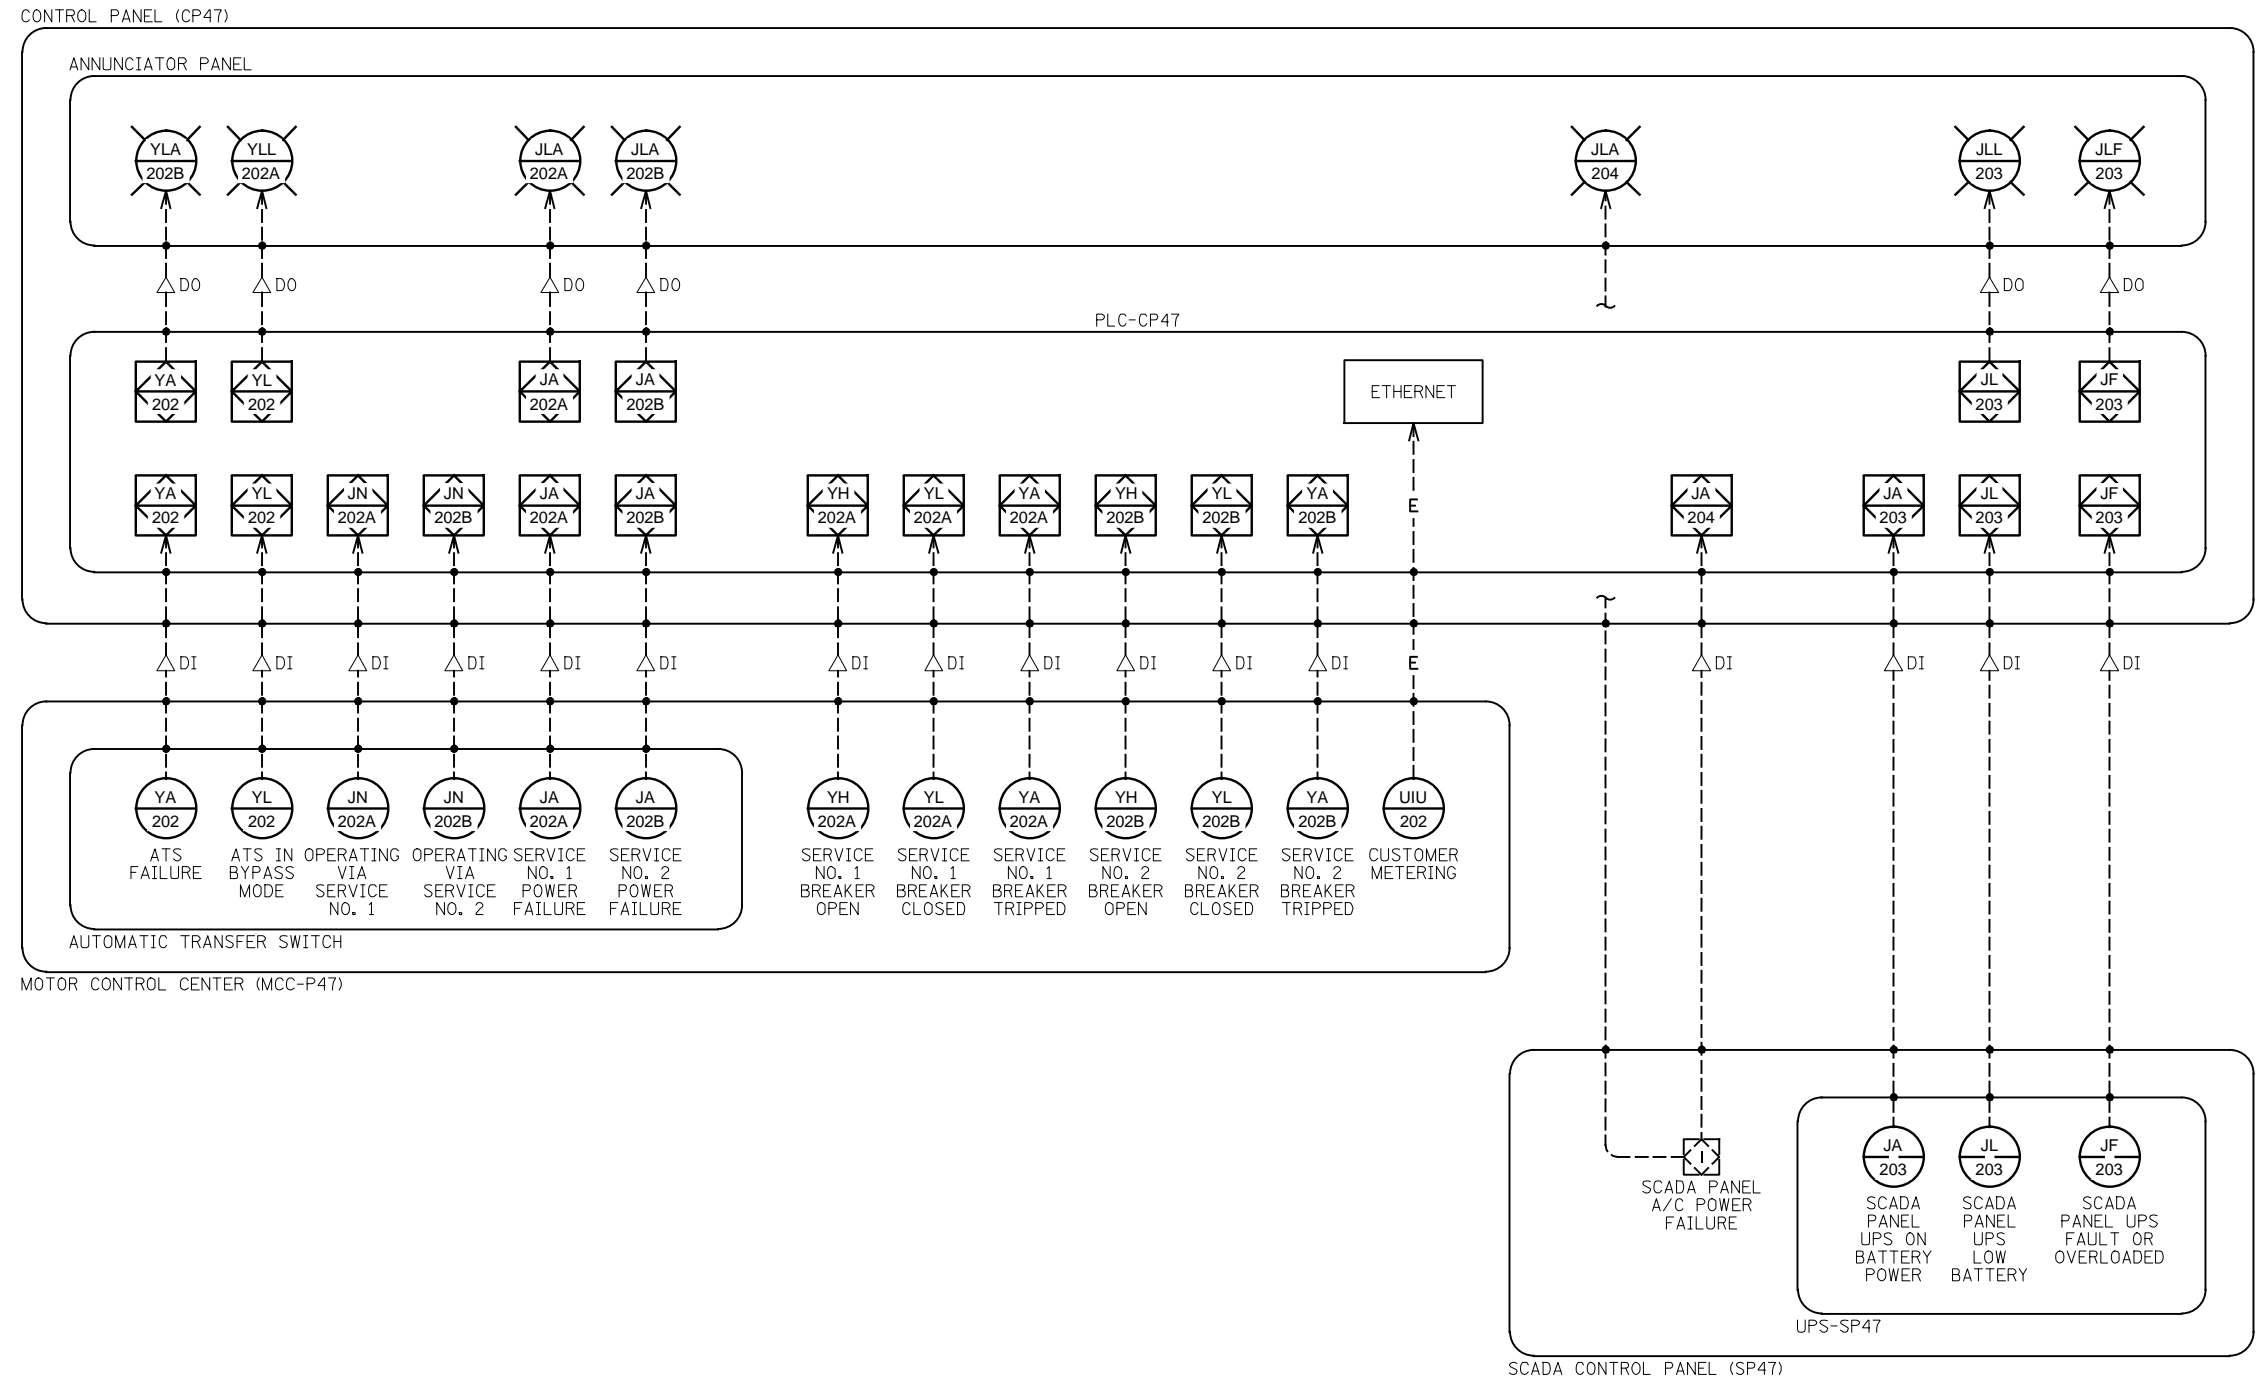 CONTROL PANEL (CP47)
ANNUNCIATOR PANEL
YLA YLL JLA JLA JLA JLL JLF
202B 202A 202A 202B 204 203 203
DO DO DO DO DO DO
PLC-CP47
YA YL JA JA ETHERNET JL JF
202 202 202A 202B 203 203
YA YL JN JN JA JA YH YL YA YH YL YA E JA JA JL JF
202 202 202A 202B 202A 202B 202A 202A 202A 202B 202B 202B 204 203 203 203
DI DI DI DI DI DI DI DI DI DI DI DI E DI DI DI DI
YA YL JN JN JA JA YH YL YA YH YL YA UIU
202 202 202A 202B 202A 202B 202A 202A 202A 202B 202B 202B 202
ATS
FAILURE
ATS IN
BYPASS
MODE
OPERATING
VIA
SERVICE
NO. 1
OPERATING
VIA
SERVICE
NO. 2
SERVICE
NO. 1
POWER
FAILURE
SERVICE
NO. 2
POWER
FAILURE
SERVICE
NO. 1
BREAKER
OPEN
SERVICE
NO. 1
BREAKER
CLOSED
SERVICE
NO. 1
BREAKER
TRIPPED
SERVICE
NO. 2
BREAKER
OPEN
SERVICE
NO. 2
BREAKER
CLOSED
SERVICE
NO. 2
BREAKER
TRIPPED
CUSTOMER
METERING
AUTOMATIC TRANSFER SWITCH
MOTOR CONTROL CENTER (MCC-P47)
I
SCADA PANEL
A/C POWER
FAILURE
JA JL JF
203 203 203
SCADA
PANEL
UPS ON
BATTERY
POWER
SCADA
PANEL
UPS
LOW
BATTERY
SCADA
PANEL UPS
FAULT OR
OVERLOADED
UPS-SP47
SCADA CONTROL PANEL (SP47)